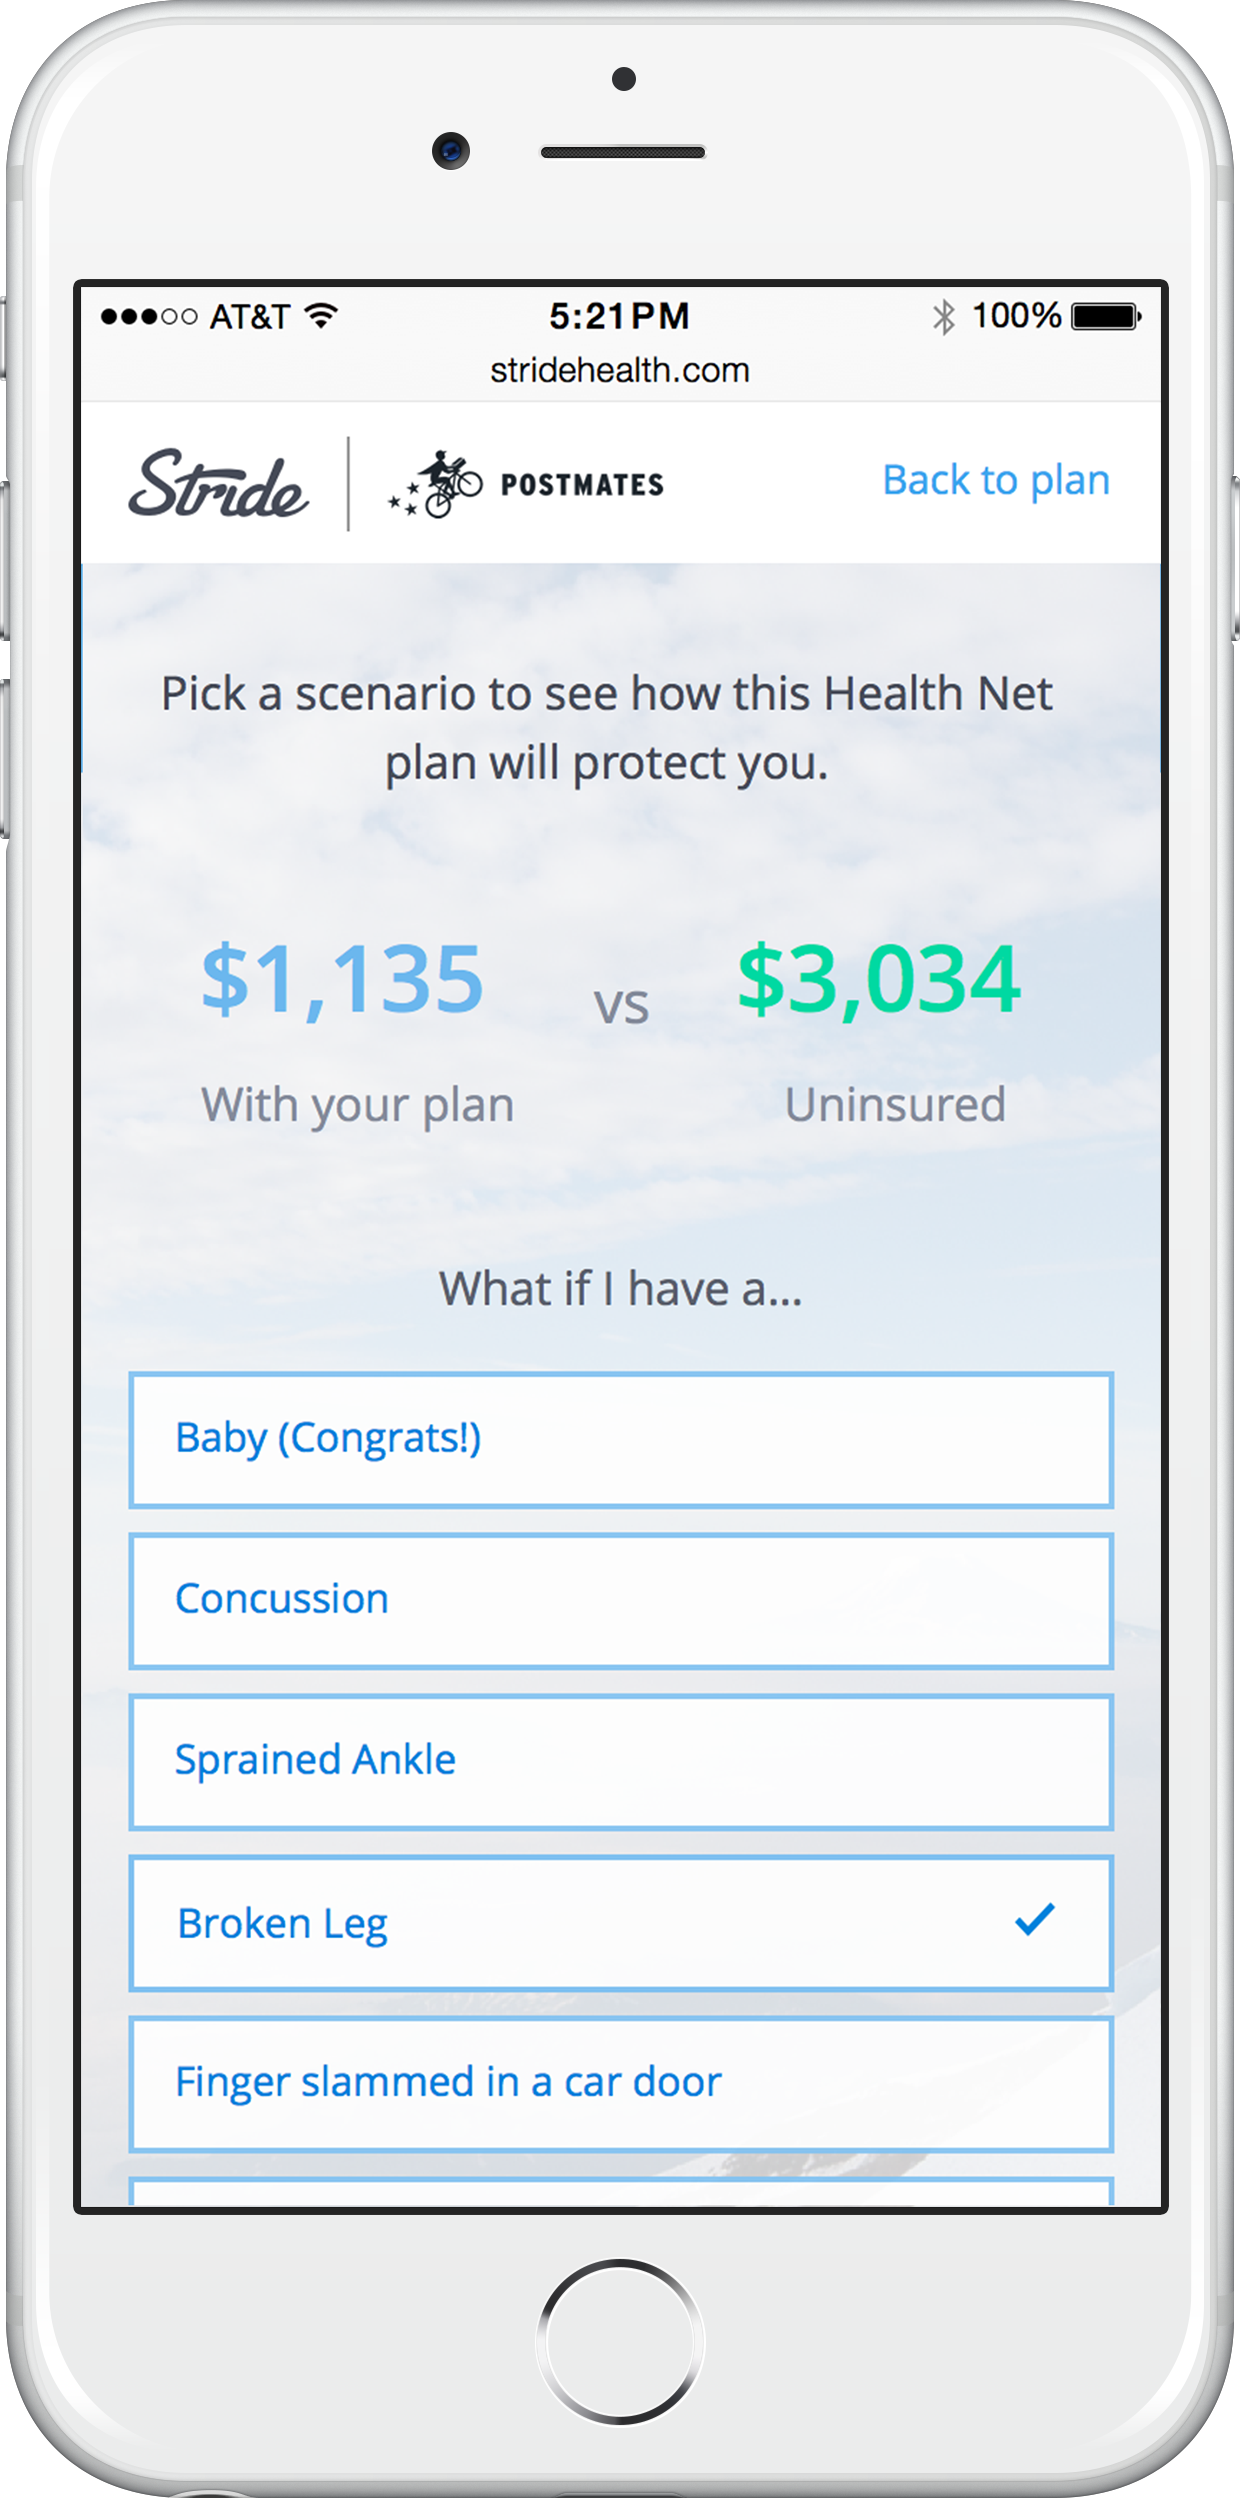 AT&T 5:21PM 100%
stridehealth.com
Stride POSTMATES Back to plan
Pick a scenario to see how this Health Net
plan will protect you.
$1,135 vs $3,034
With your plan Uninsured
What if I have a...
Baby (Congrats!)
Concussion
Sprained Ankle
Broken Leg
Finger slammed in a car door